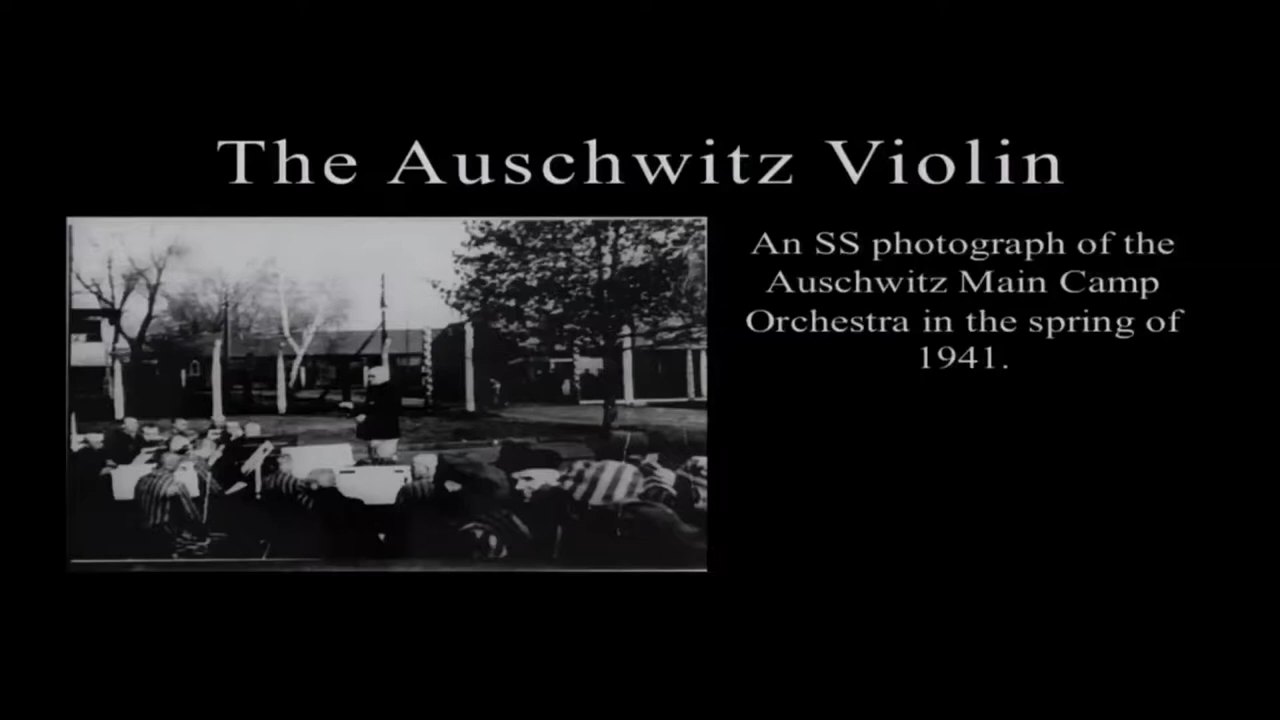 The Auschwitz Violin
An SS photograph of the
Auschwitz Main Camp
Orchestra in the spring of
1941.